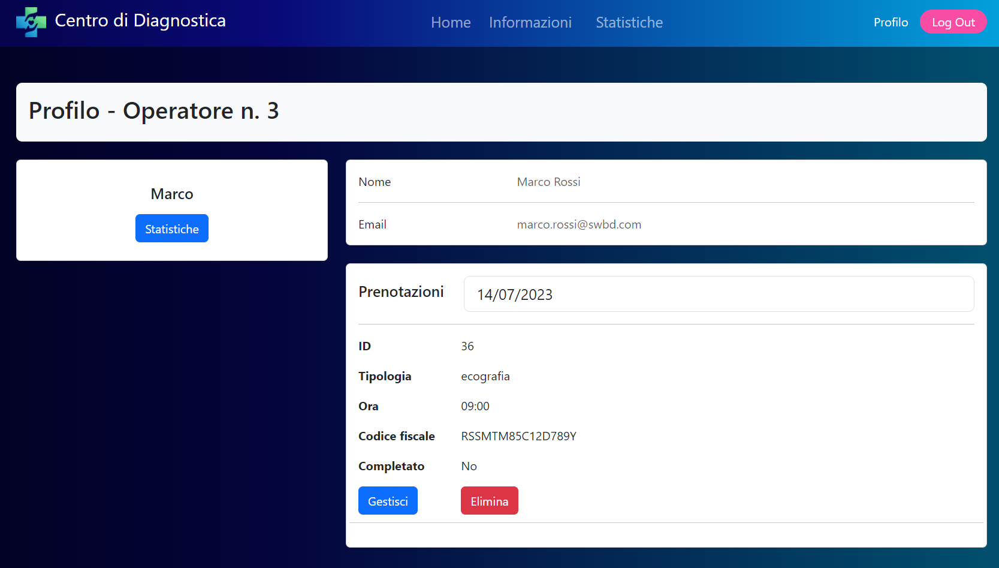 Centro di Diagnostica
Home Informazioni Statistiche
Profilo Log Out
Profilo - Operatore n. 3
Marco
Statistiche
Nome Marco Rossi
Email marco.rossi@swbd.com
Prenotazioni 14/07/2023
ID 36
Tipologia ecografia
Ora 09:00
Codice fiscale RSSMTM85C12D789Y
Completato No
Gestisci Elimina